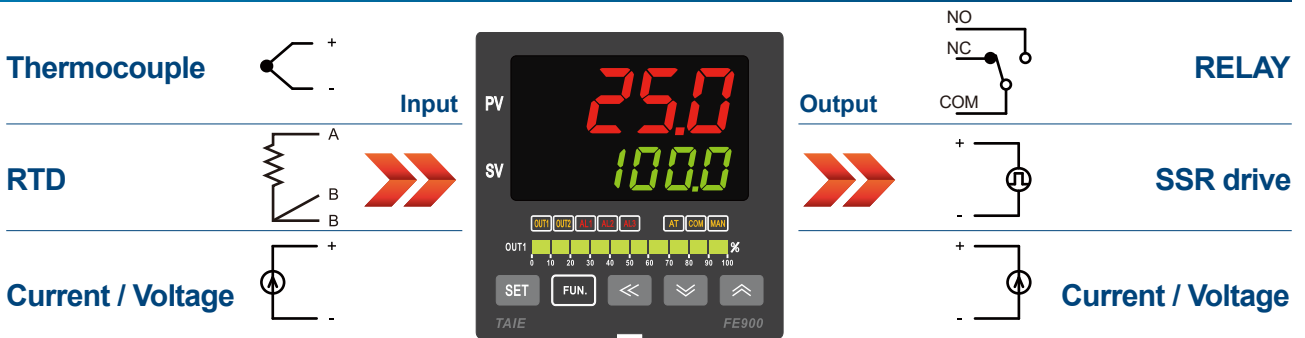 Thermocouple
+
-
Input
RTD
A
B
B
Current / Voltage
+
-
PV
25.0
SV
100.0
OUT1 OUT2 AL1 AL2 AL3 AT COM MAN
OUT1 %
0 10 20 30 40 50 60 70 80 90 100
SET FUN.
TAIE FE900
Output
NO
NC
COM
RELAY
+
-
SSR drive
+
-
Current / Voltage